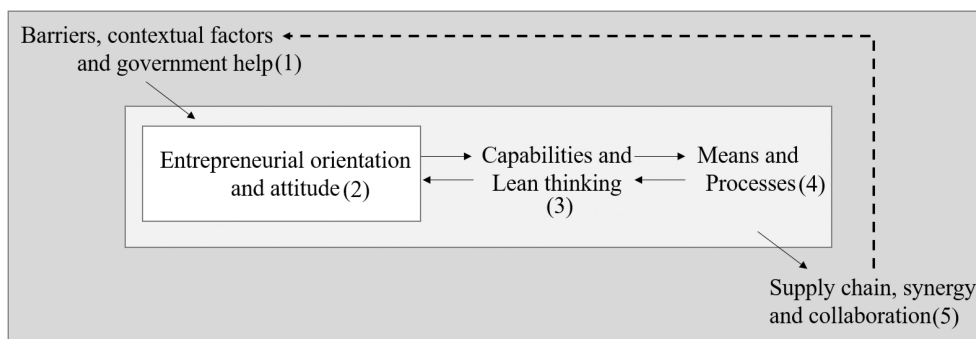 Barriers, contextual factors
and government help(1)
Entrepreneurial orientation
and attitude(2)
Capabilities and
Lean thinking
(3)
Means and
Processes(4)
Supply chain, synergy
and collaboration(5)